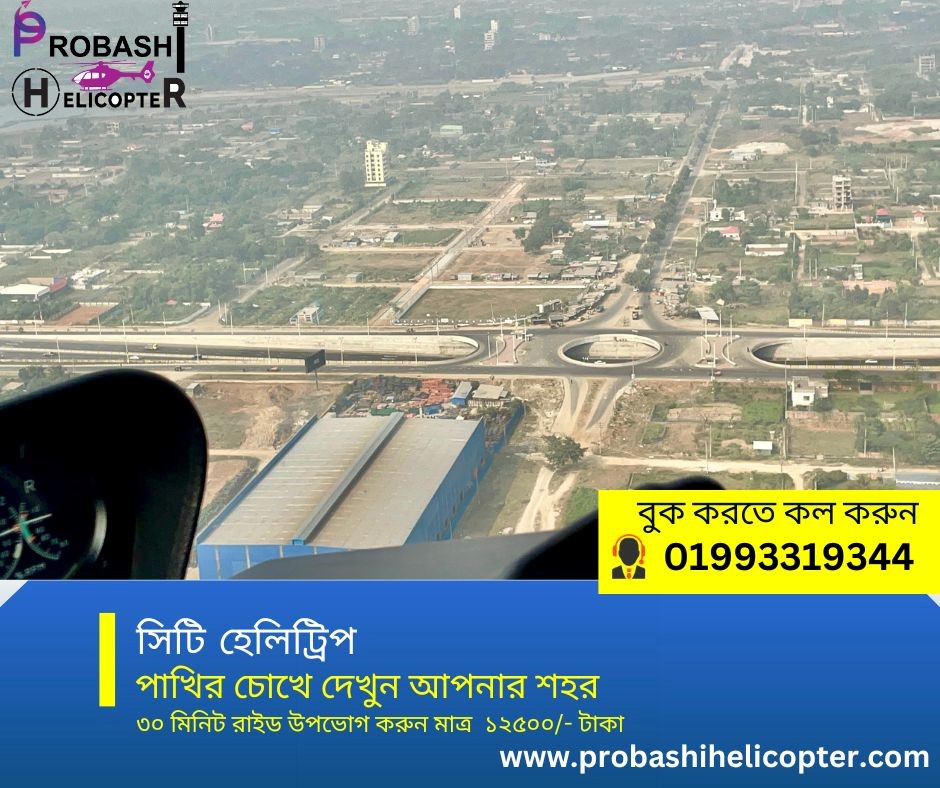 PROBASHI
HELICOPTER
বুক করতে কল করুন
01993319344
সিটি হেলিট্রিপ
পাখির চোখে দেখুন আপনার শহর
৩০ মিনিট রাইড উপভোগ করুন মাত্র ১২৫০০/- টাকা
www.probashihelicopter.com